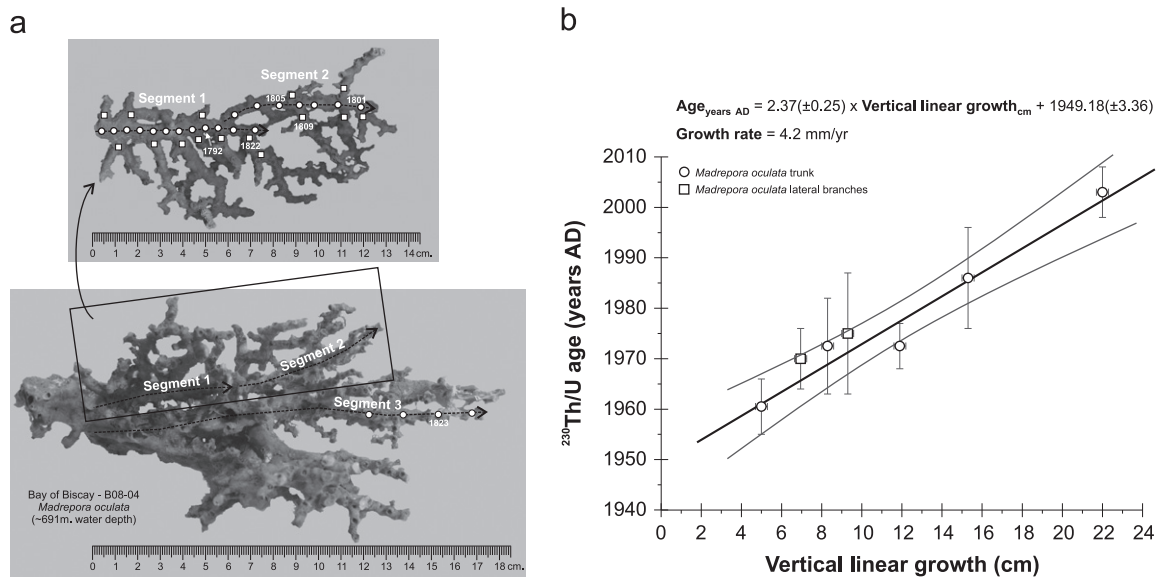 a
Segment 2
Segment 1
1805
1801
1809
1792
1822
0 1 2 3 4 5 6 7 8 9 10 11 12 13 14 cm.
Segment 2
Segment 1
Segment 3
1823
Bay of Biscay - B08-04
Madrepora oculata
(~691m. water depth)
0 1 2 3 4 5 6 7 8 9 10 11 12 13 14 15 16 17 18 cm.
b
Age years AD = 2.37(±0.25) x Vertical linear growth cm + 1949.18(±3.36)
Growth rate = 4.2 mm/yr
Madrepora oculata trunk
Madrepora oculata lateral branches
2010
2000
1990
1980
1970
1960
1950
1940
230Th/U age (years AD)
0 2 4 6 8 10 12 14 16 18 20 22 24
Vertical linear growth (cm)